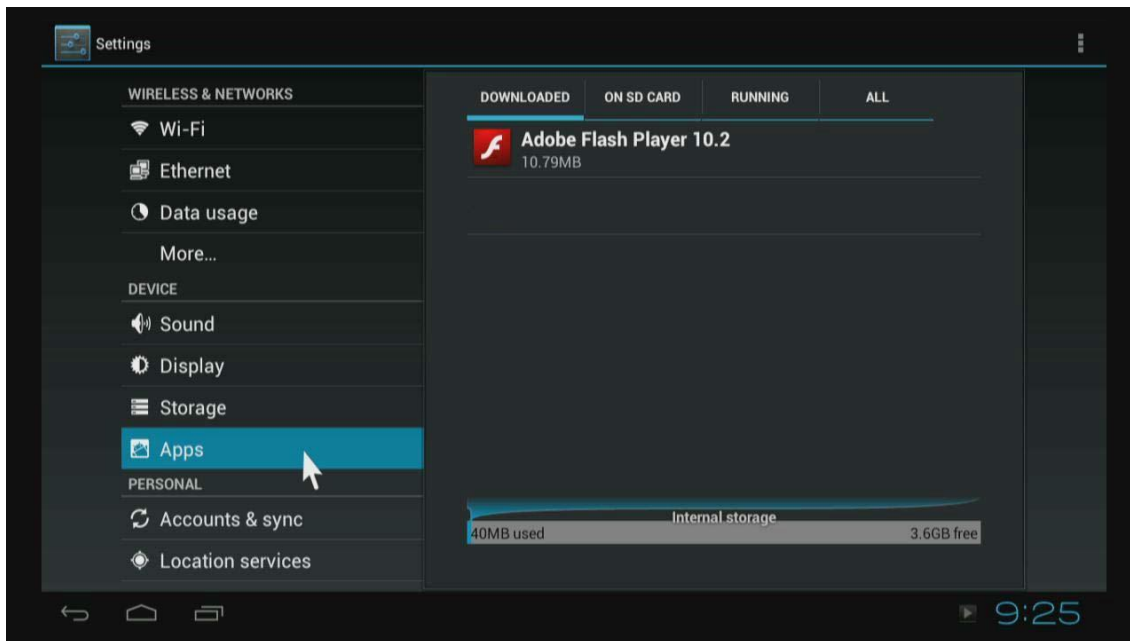 Settings
WIRELESS & NETWORKS
Wi-Fi
Ethernet
Data usage
More...
DEVICE
Sound
Display
Storage
Apps
PERSONAL
Accounts & sync
Location services
DOWNLOADED ON SD CARD RUNNING ALL
Adobe Flash Player 10.2
10.79MB
Internal storage
40MB used 3.6GB free
9:25